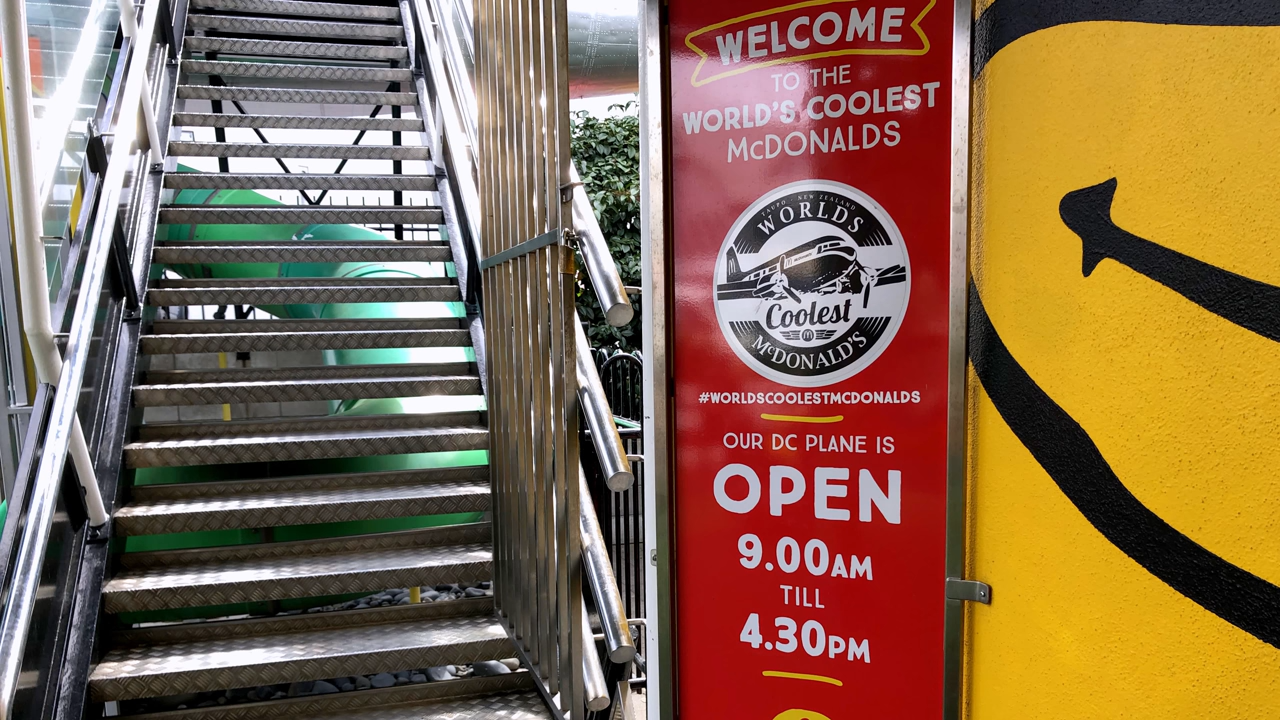 WELCOME
TO THE
WORLD'S COOLEST
McDONALDS
TAUPO · NEW ZEALAND
WORLDS
Coolest
McDONALD'S
#WORLDSCOOLESTMCDONALDS
OUR DC PLANE IS
OPEN
9.00AM
TILL
4.30PM